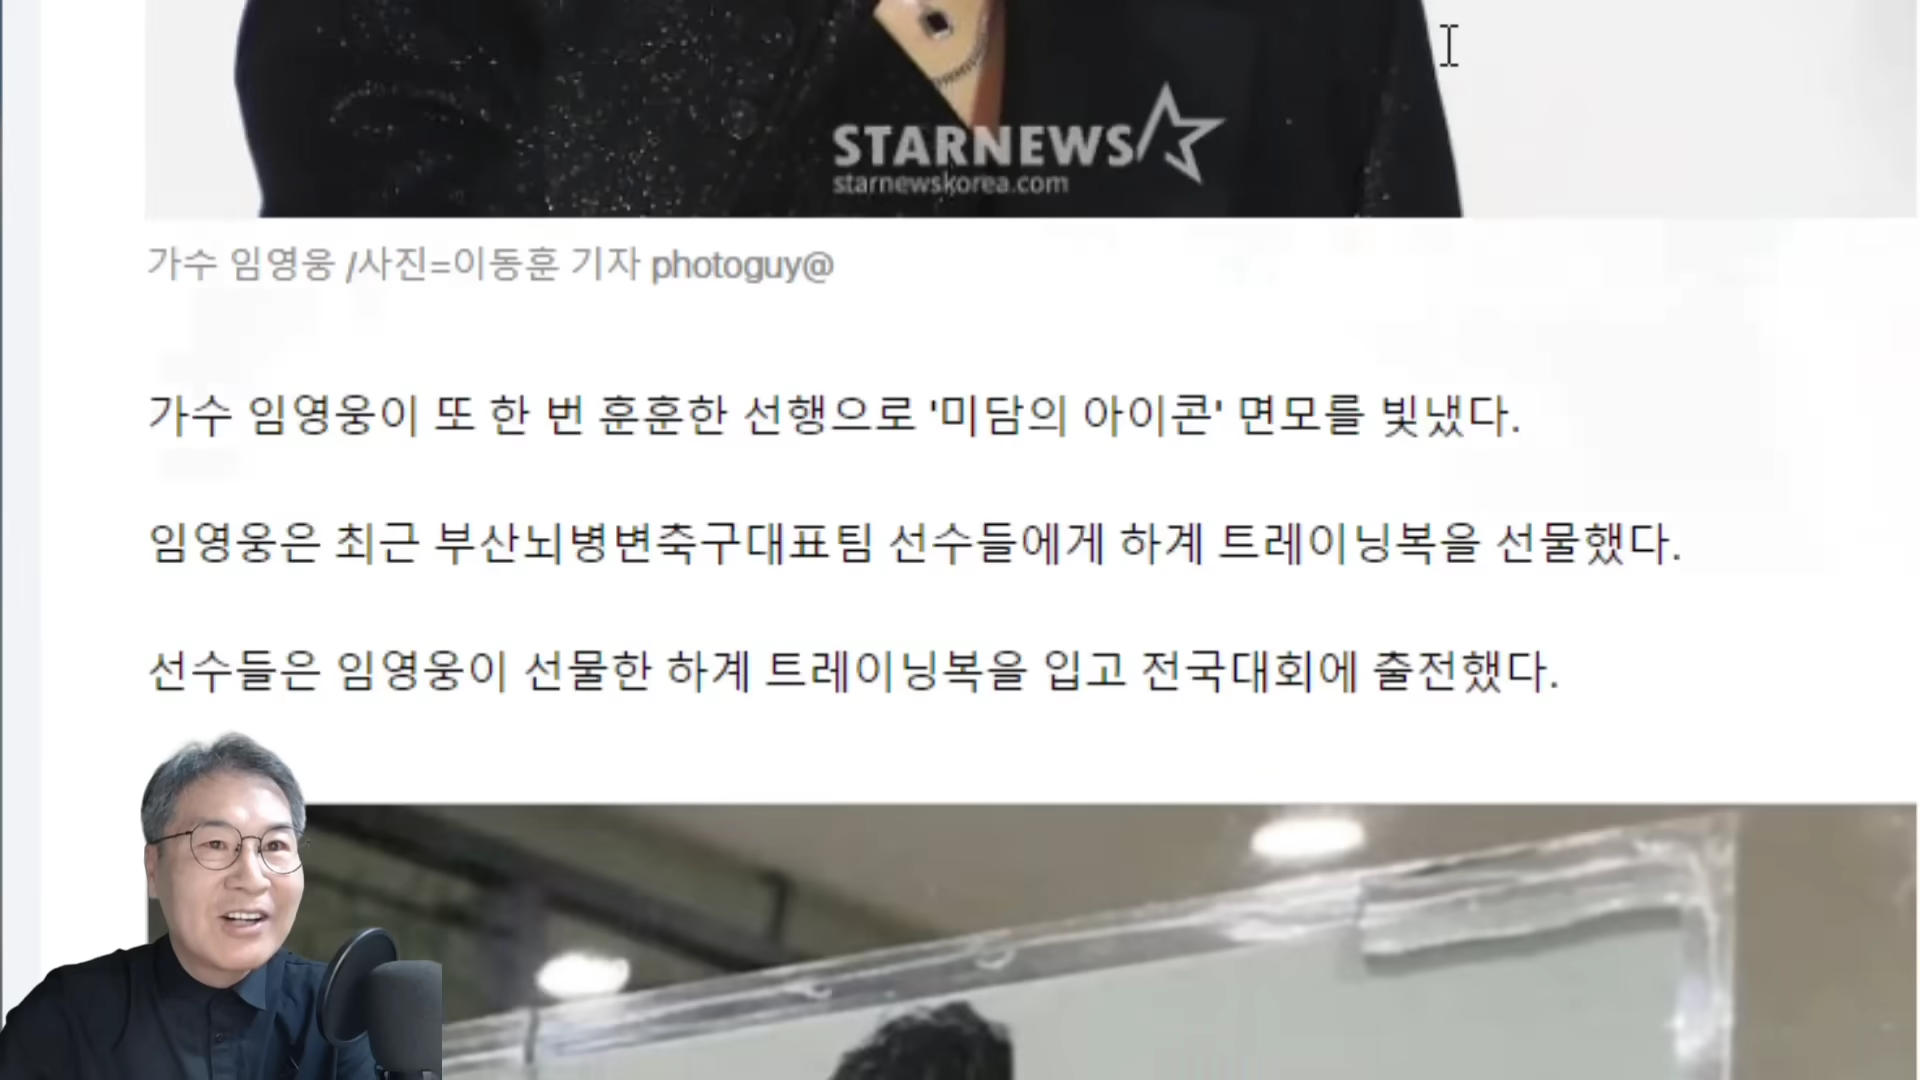 STARNEWS
starnewskorea.com
가수 임영웅 /사진=이동훈 기자 photoguy@
가수 임영웅이 또 한 번 훈훈한 선행으로 '미담의 아이콘' 면모를 빛냈다.
임영웅은 최근 부산뇌병변축구대표팀 선수들에게 하계 트레이닝복을 선물했다.
선수들은 임영웅이 선물한 하계 트레이닝복을 입고 전국대회에 출전했다.